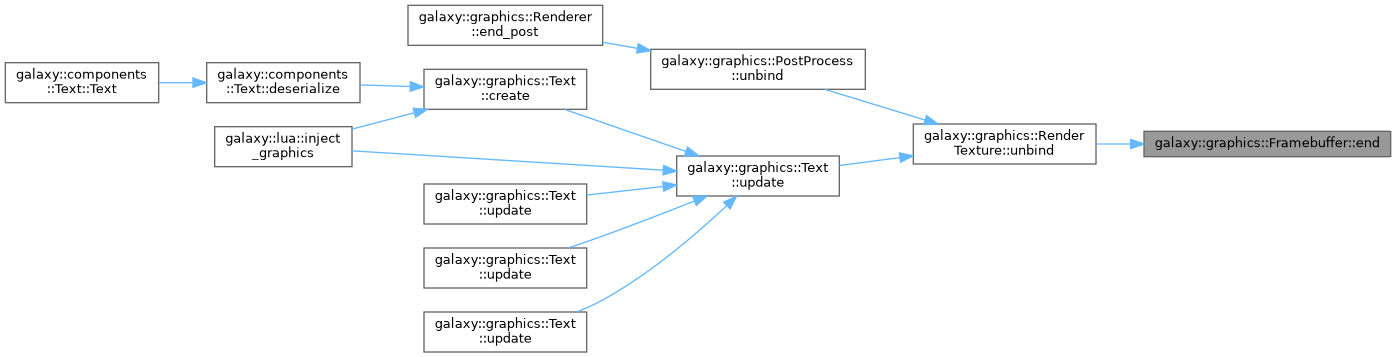 galaxy::graphics::Renderer
::end_post
galaxy::graphics::PostProcess
::unbind
galaxy::components
::Text::Text
galaxy::components
::Text::deserialize
galaxy::graphics::Text
::create
galaxy::lua::inject
_graphics
galaxy::graphics::Render
Texture::unbind
galaxy::graphics::Framebuffer::end
galaxy::graphics::Text
::update
galaxy::graphics::Text
::update
galaxy::graphics::Text
::update
galaxy::graphics::Text
::update